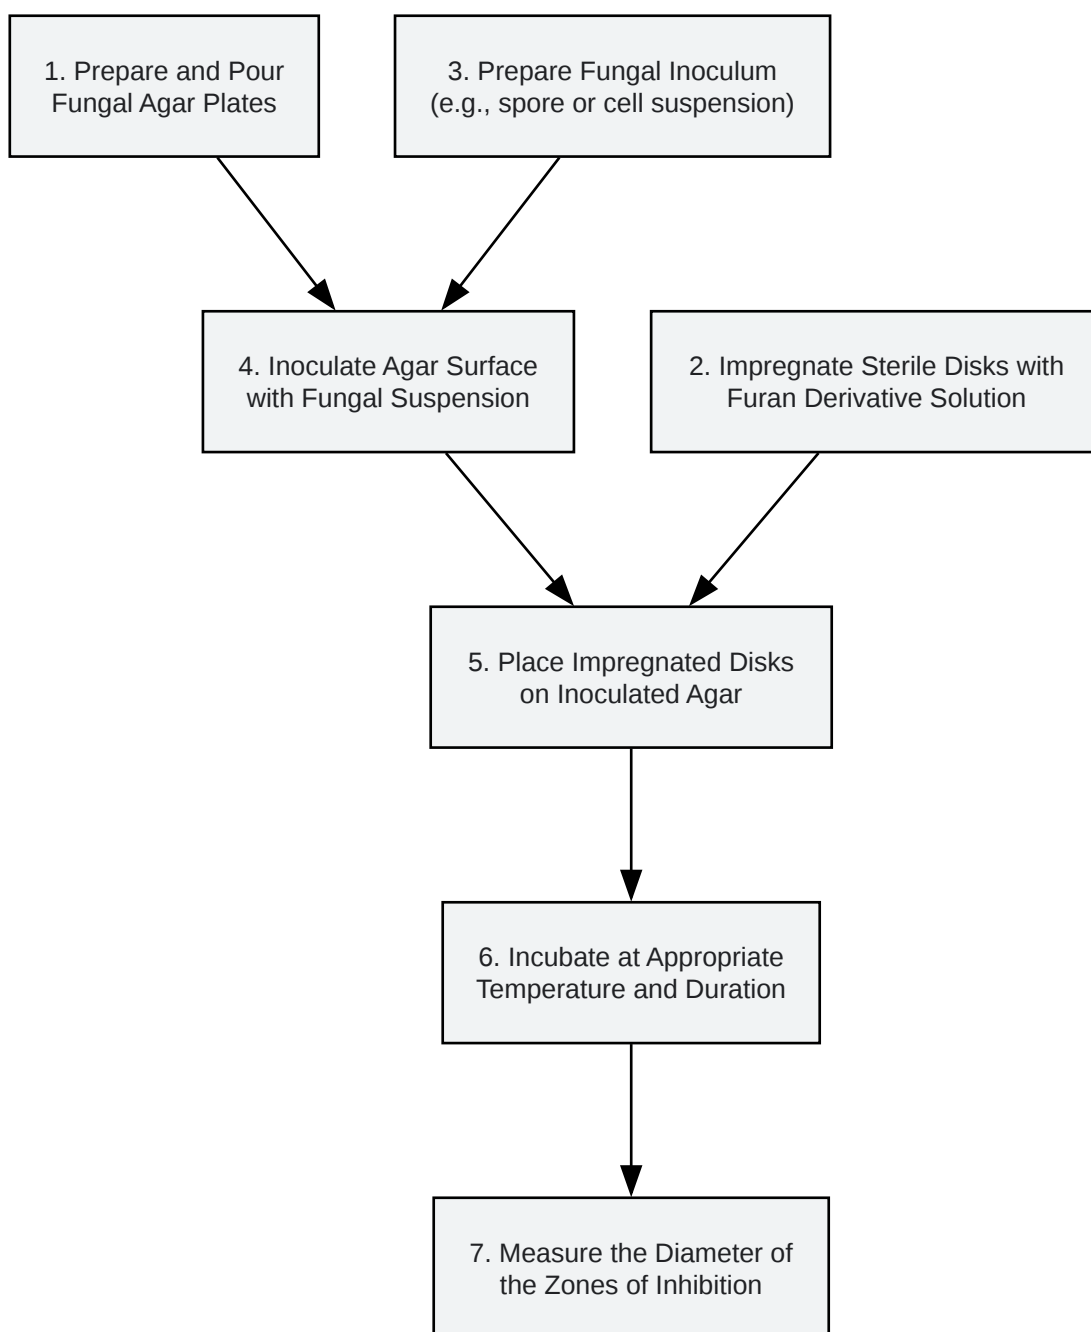 1. Prepare and Pour
Fungal Agar Plates
3. Prepare Fungal Inoculum
(e.g., spore or cell suspension)
4. Inoculate Agar Surface
with Fungal Suspension
2. Impregnate Sterile Disks with
Furan Derivative Solution
5. Place Impregnated Disks
on Inoculated Agar
6. Incubate at Appropriate
Temperature and Duration
7. Measure the Diameter of
the Zones of Inhibition